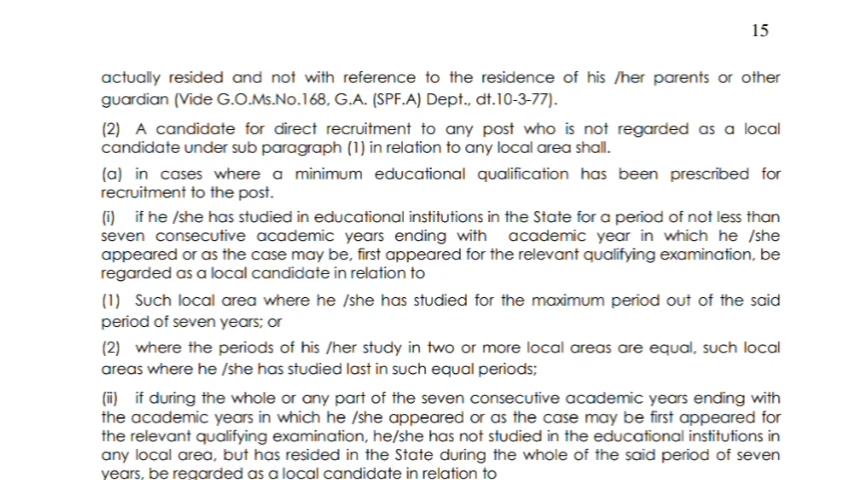 15
actually resided and not with reference to the residence of his /her parents or other
guardian (Vide G.O.Ms.No.168, G.A. (SPF.A) Dept., dt.10-3-77).
(2) A candidate for direct recruitment to any post who is not regarded as a local
candidate under sub paragraph (1) in relation to any local area shall.
(a) in cases where a minimum educational qualification has been prescribed for
recruitment to the post.
(i) if he /she has studied in educational institutions in the State for a period of not less than
seven consecutive academic years ending with academic year in which he /she
appeared or as the case may be, first appeared for the relevant qualifying examination, be
regarded as a local candidate in relation to
(1) Such local area where he /she has studied for the maximum period out of the said
period of seven years; or
(2) where the periods of his /her study in two or more local areas are equal, such local
areas where he /she has studied last in such equal periods;
(ii) if during the whole or any part of the seven consecutive academic years ending with
the academic years in which he /she appeared or as the case may be first appeared for
the relevant qualifying examination, he/she has not studied in the educational institutions in
any local area, but has resided in the State during the whole of the said period of seven
years, be regarded as a local candidate in relation to